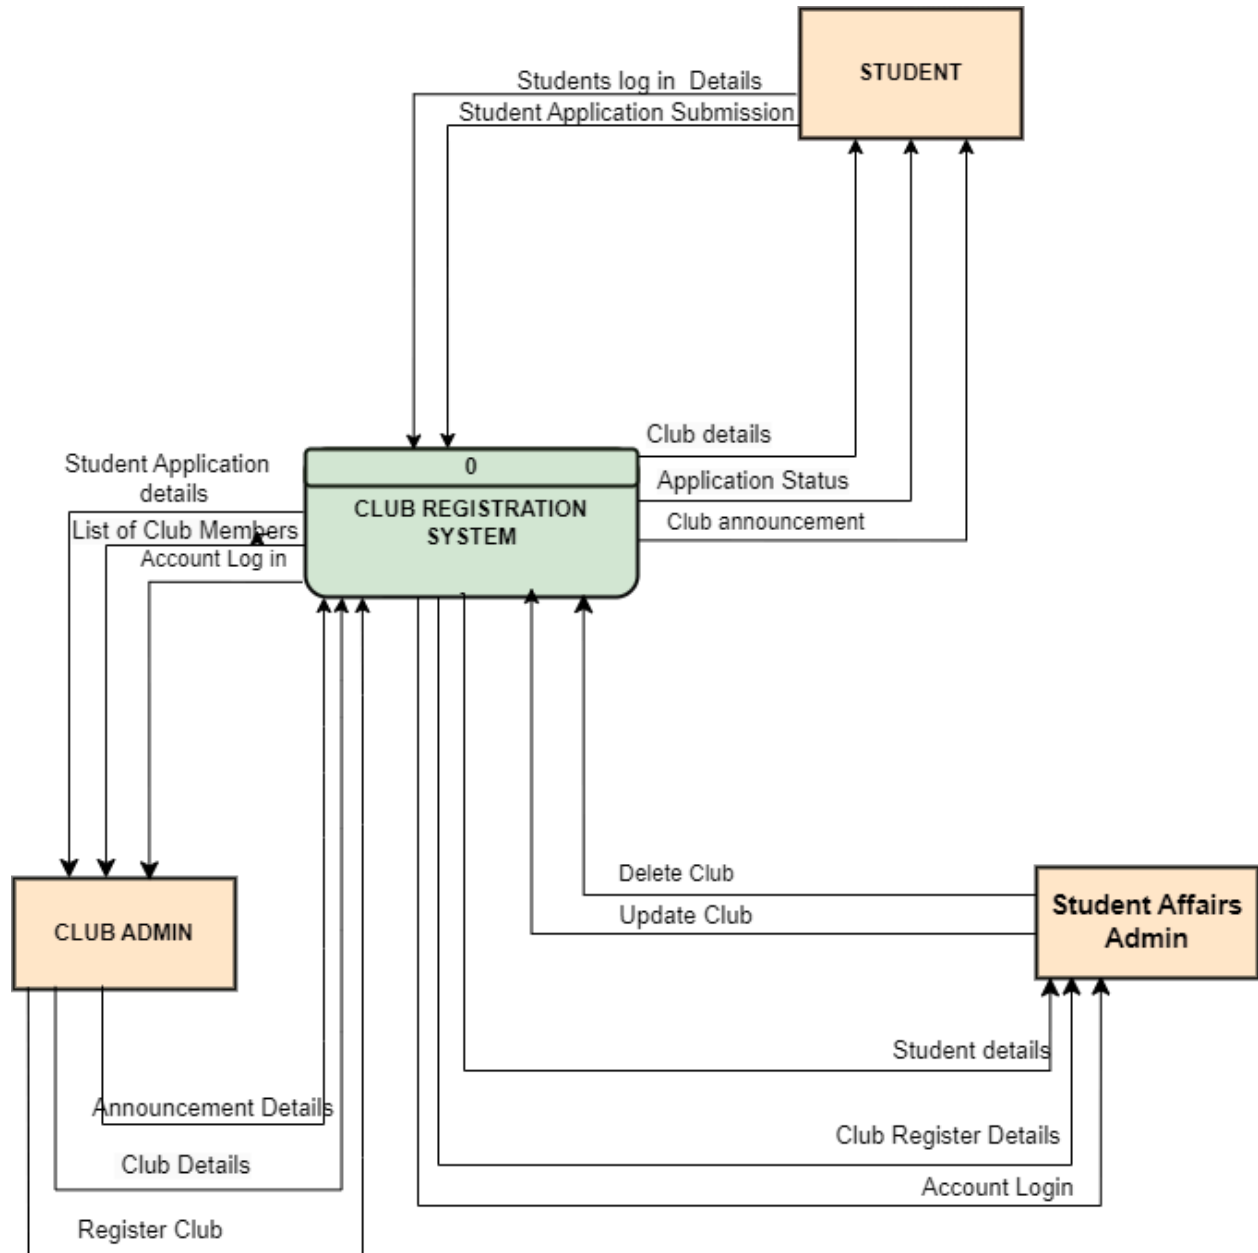 STUDENT
Students log in  Details
Student Application Submission
Club details
Application Status
Club announcement
0
CLUB REGISTRATION
SYSTEM
Student Application
details
List of Club Members
Account Log in
Delete Club
Update Club
Student Affairs
Admin
CLUB ADMIN
Student details
Announcement Details
Club Register Details
Club Details
Account Login
Register Club